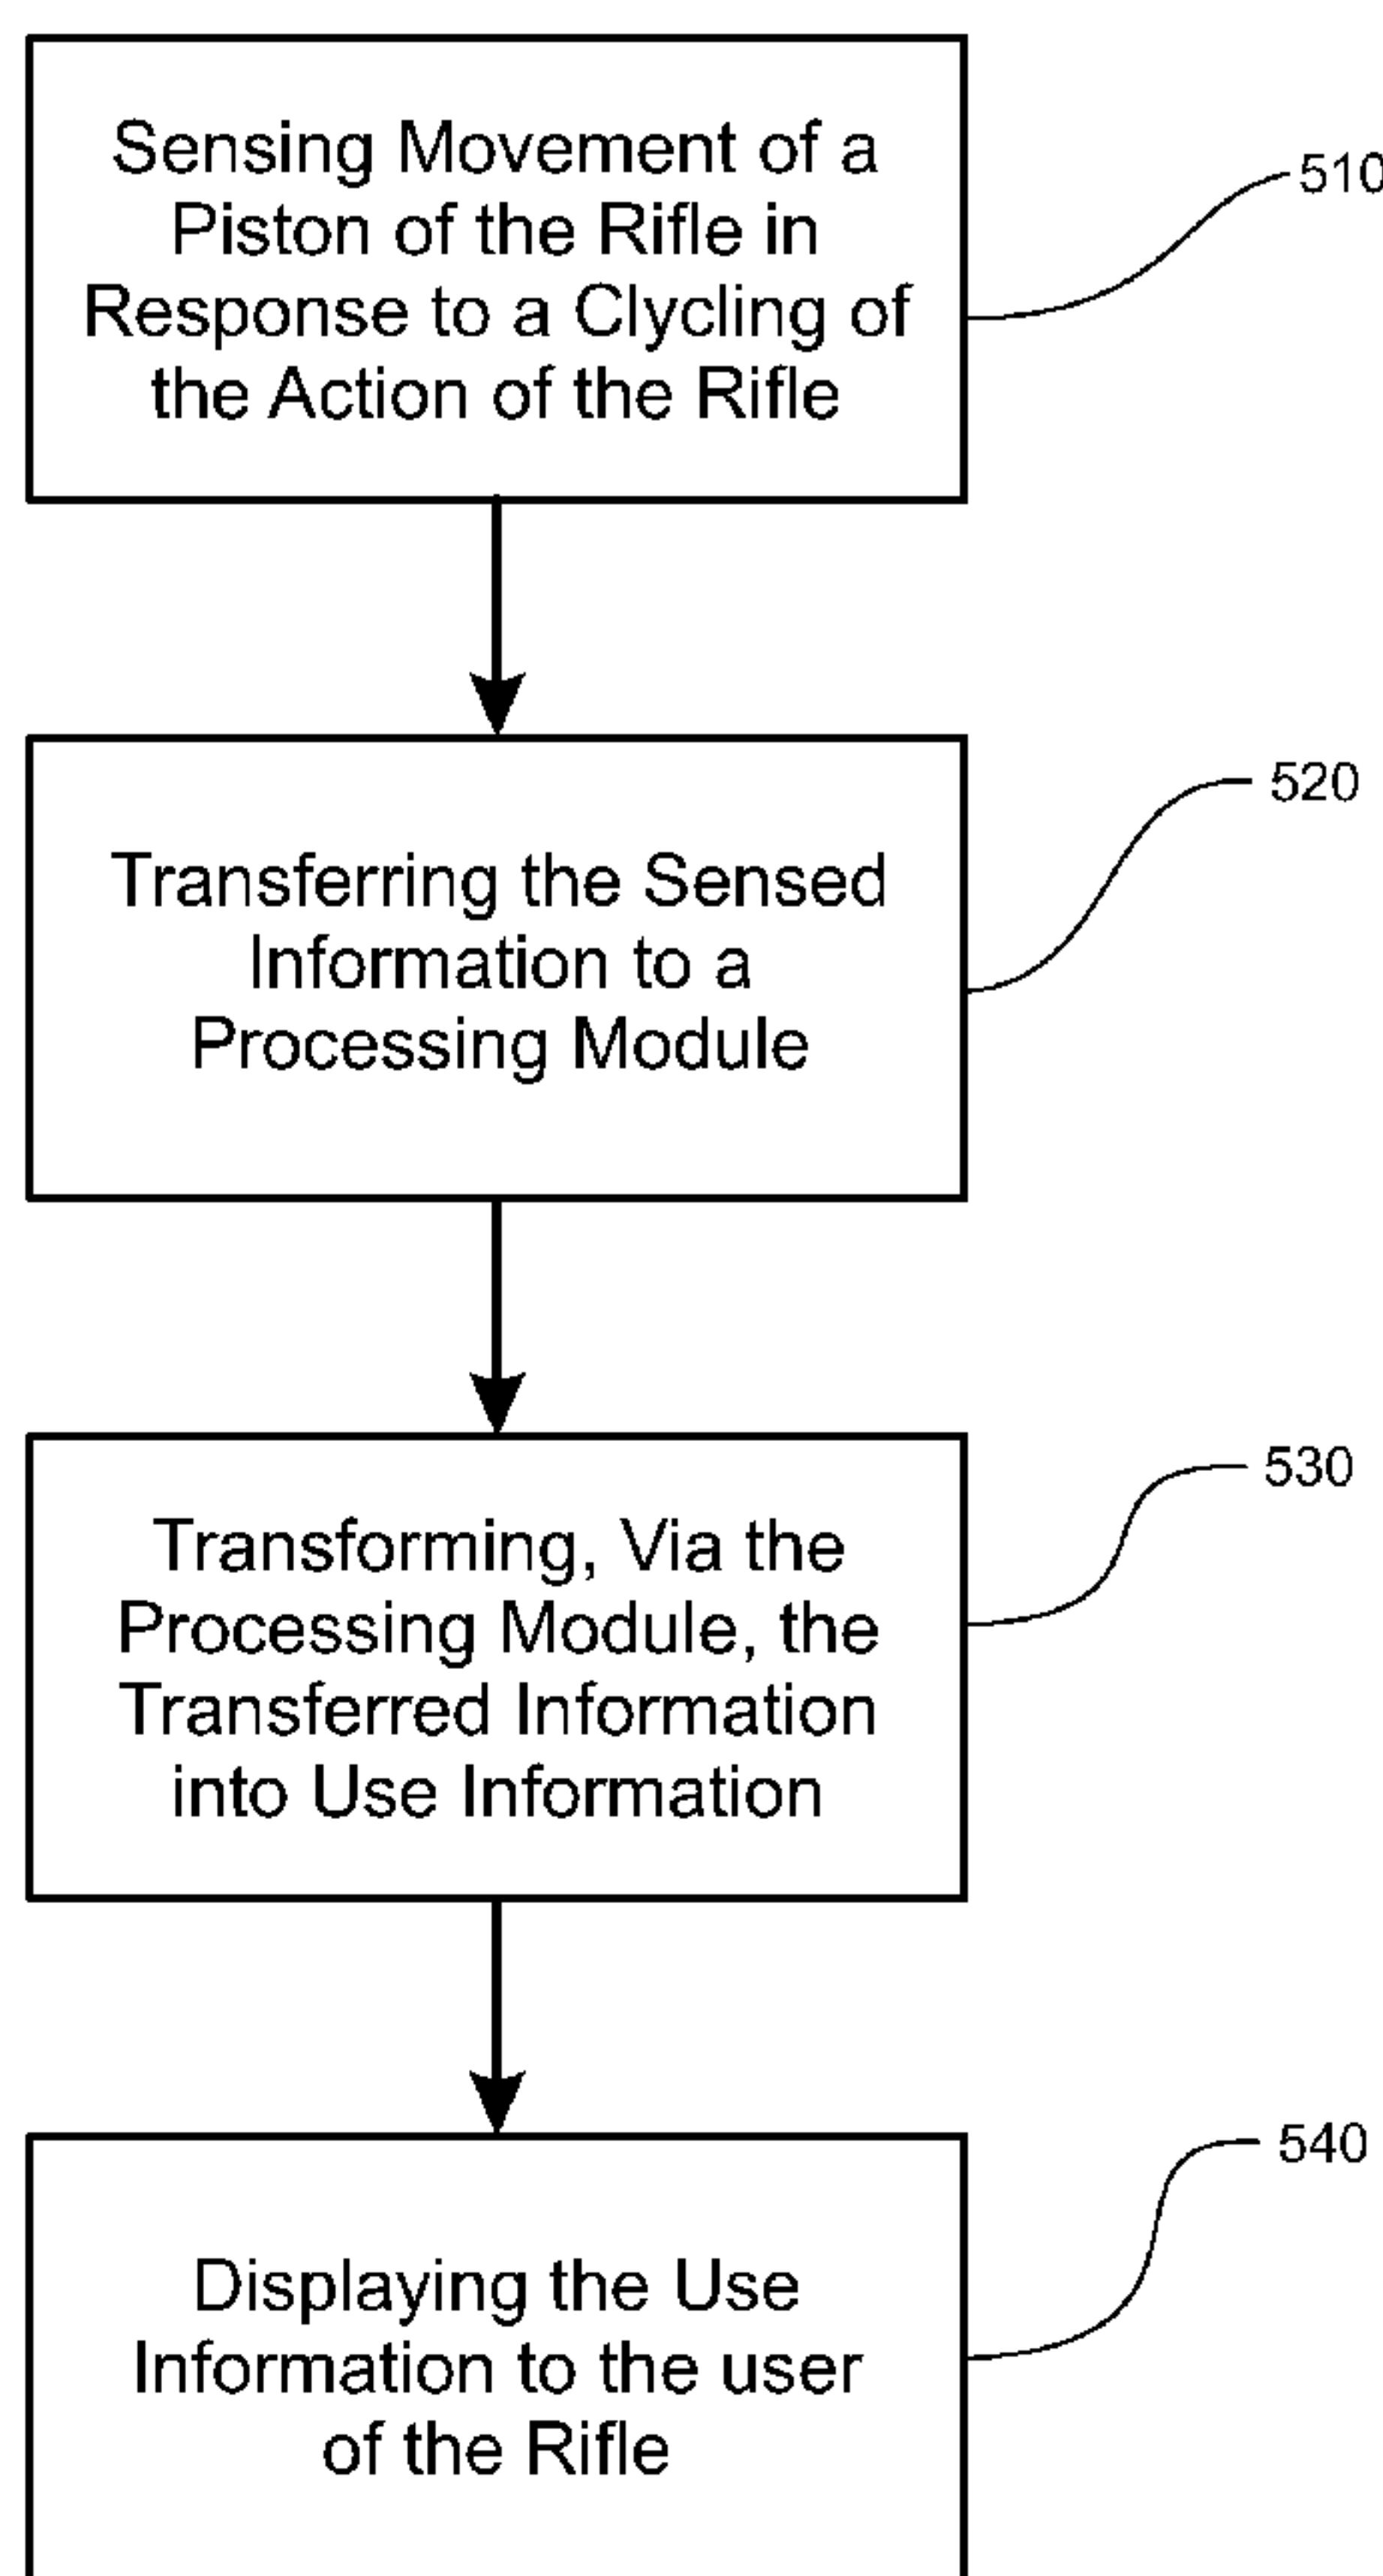 Sensing Movement of a
Piston of the Rifle in
Response to a Clycling of
the Action of the Rifle
510
Transferring the Sensed
Information to a
Processing Module
520
Transforming, Via the
Processing Module, the
Transferred Information
into Use Information
530
Displaying the Use
Information to the user
of the Rifle
540